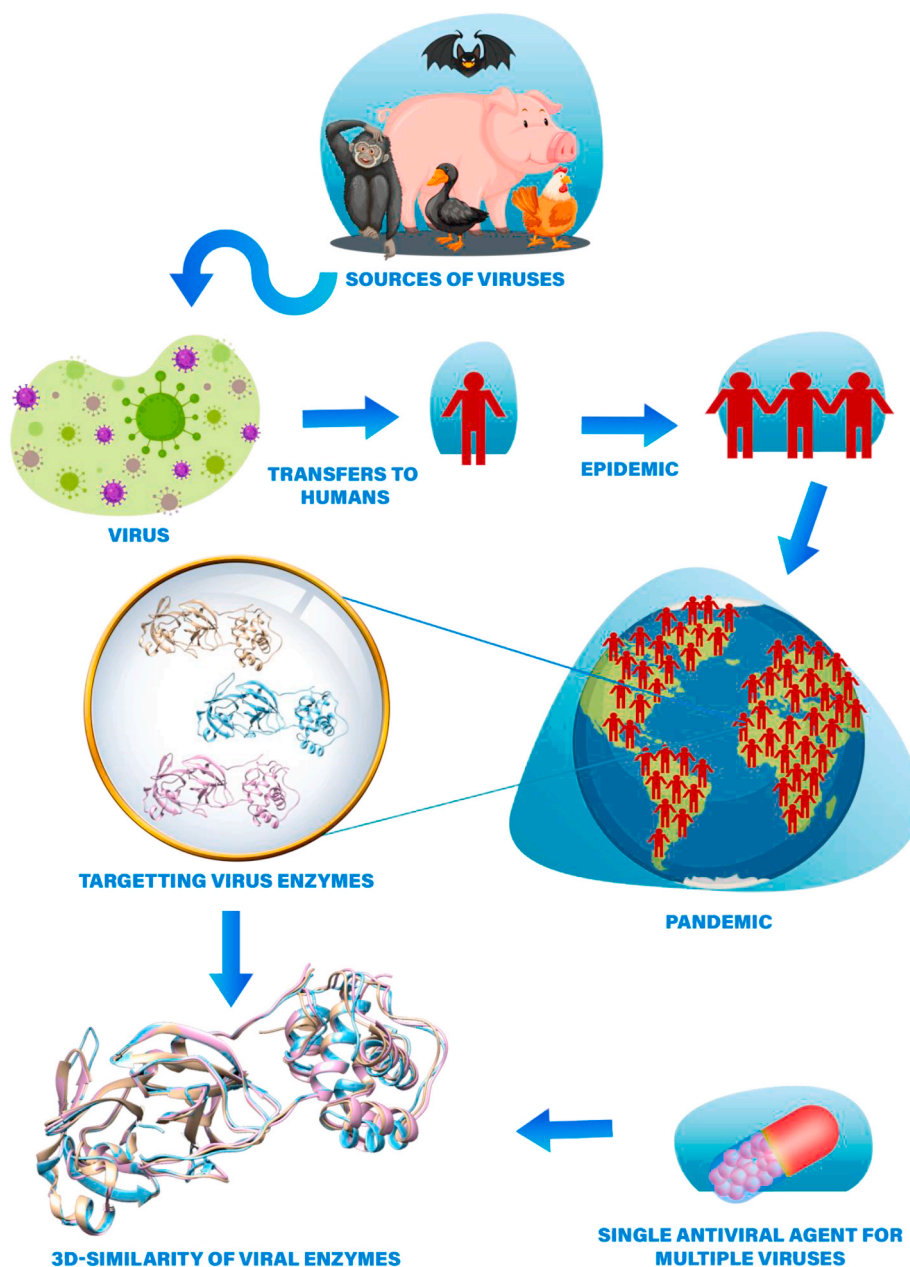 SOURCES OF VIRUSES
TRANSFERS TO
HUMANS
EPIDEMIC
VIRUS
TARGETTING VIRUS ENZYMES
PANDEMIC
3D-SIMILARITY OF VIRAL ENZYMES
SINGLE ANTIVIRAL AGENT FOR
MULTIPLE VIRUSES